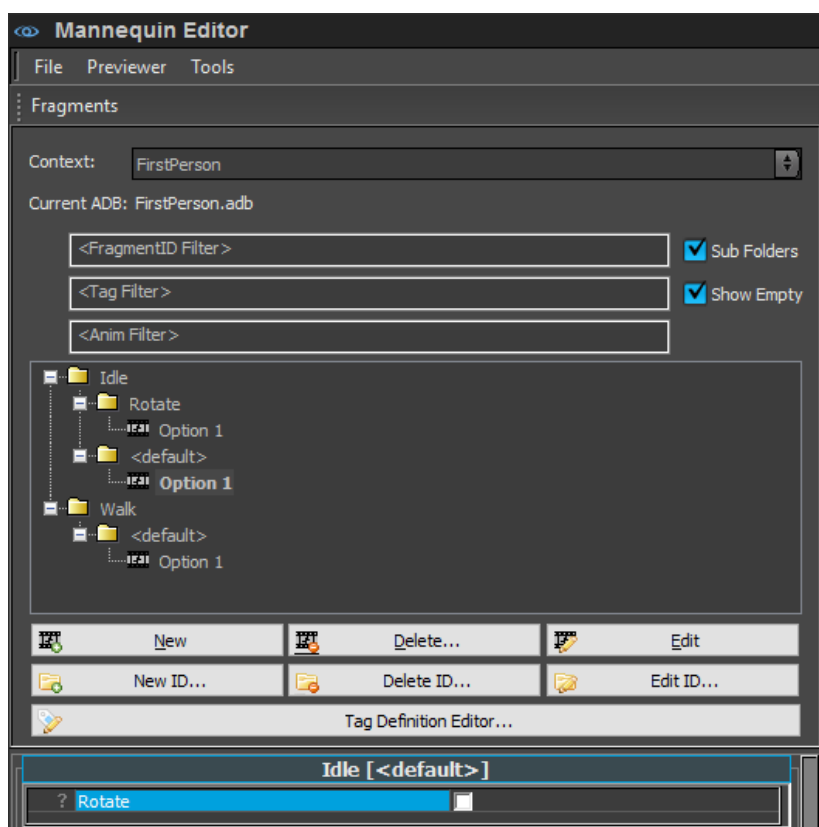 Mannequin Editor
File Previewer Tools
Fragments
Context: FirstPerson
Current ADB: FirstPerson.adb
<FragmentID Filter> Sub Folders
<Tag Filter> Show Empty
<Anim Filter>
Idle
Rotate
Option 1
<default>
Option 1
Walk
<default>
Option 1
New Delete... Edit
New ID... Delete ID... Edit ID...
Tag Definition Editor...
Idle [<default>]
? Rotate